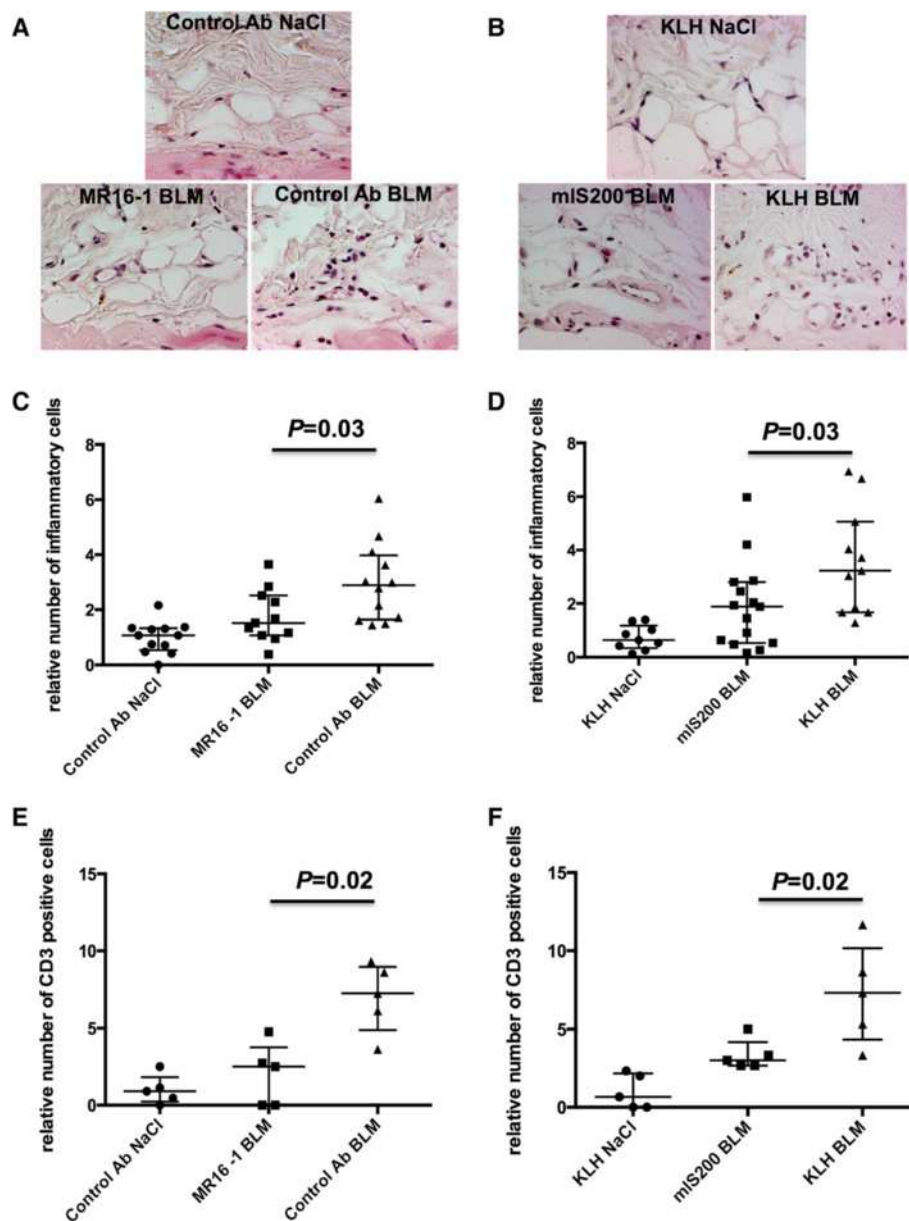 A
Control Ab NaCl
MR16-1 BLM
Control Ab BLM
B
KLH NaCl
mIS200 BLM
KLH BLM
C
relative number of inflammatory cells
8
6
4
2
0
P=0.03
Control Ab NaCl
MR16 -1 BLM
Control Ab BLM
D
relative number of inflammatory cells
8
6
4
2
0
P=0.03
KLH NaCl
mIS200 BLM
KLH BLM
E
relative number of CD3 positive cells
15
10
5
0
P=0.02
Control Ab NaCl
MR16 -1 BLM
Control Ab BLM
F
relative number of CD3 positive cells
15
10
5
0
P=0.02
KLH NaCl
mIS200 BLM
KLH BLM